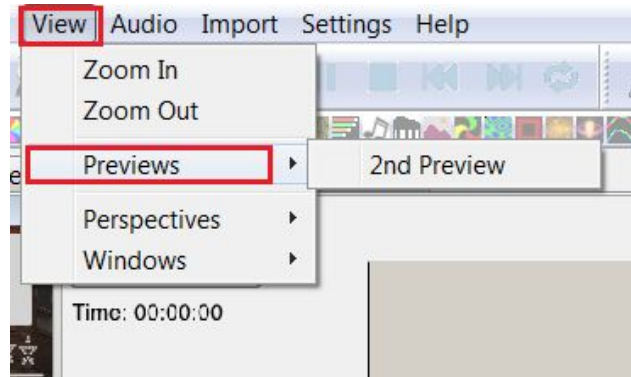 View Audio Import Settings Help
Zoom In
Zoom Out
Previews
2nd Preview
Perspectives
Windows
Time: 00:00:00